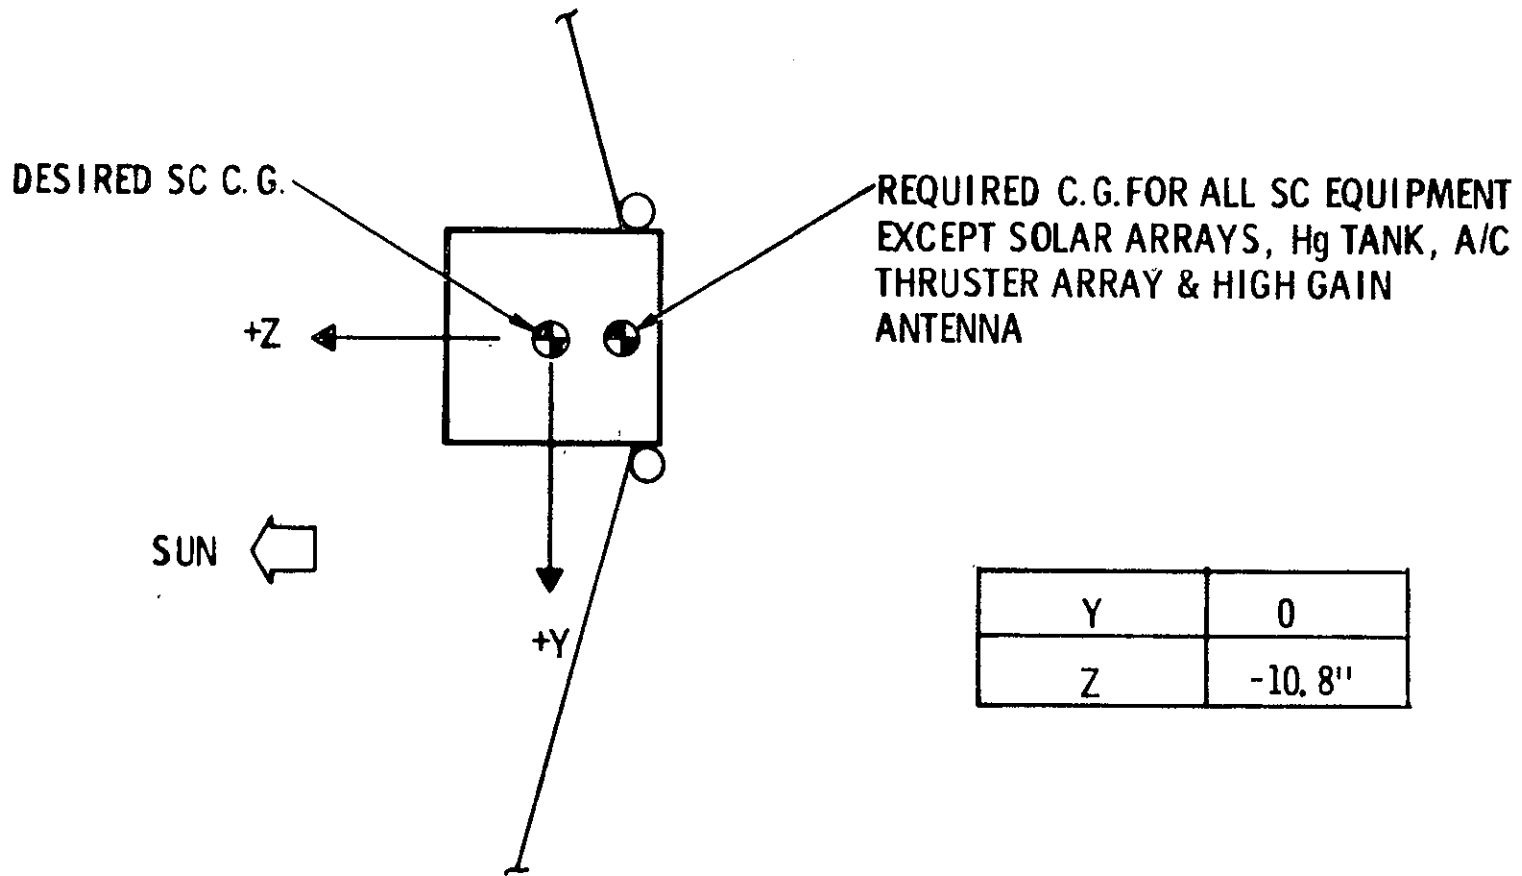 DESIRED SC C.G.
REQUIRED C.G. FOR ALL SC EQUIPMENT
EXCEPT SOLAR ARRAYS, Hg TANK, A/C
THRUSTER ARRAY & HIGH GAIN
ANTENNA
+Z
SUN
+Y
Y 0
Z -10.8"